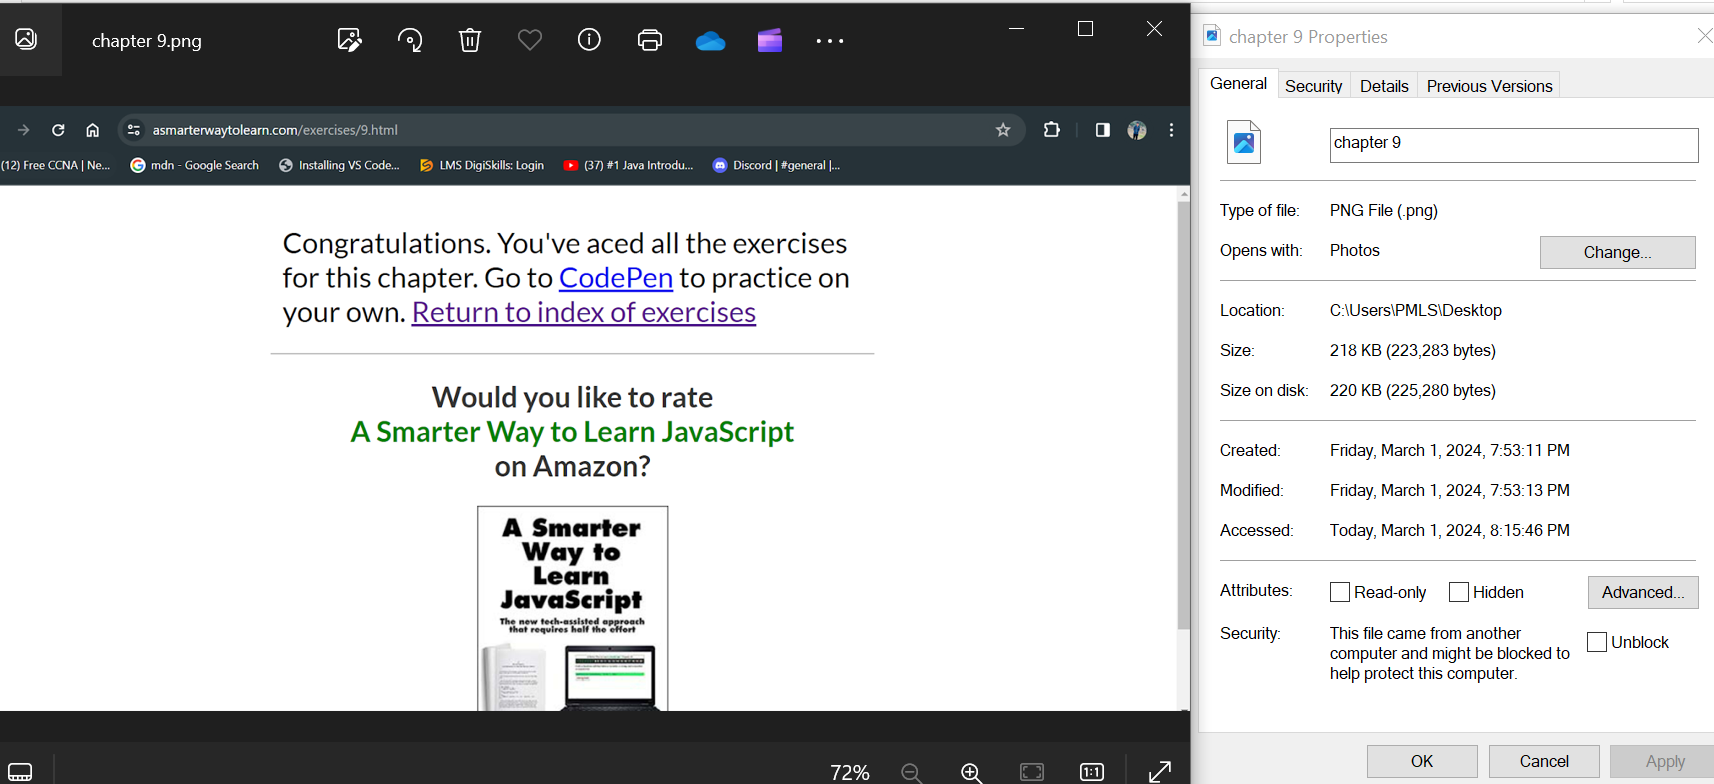 chapter 9.png
asmarterwaytolearn.com/exercises/9.html
(12) Free CCNA | Ne...
mdn - Google Search
Installing VS Code...
LMS DigiSkills: Login
(37) #1 Java Introdu...
Discord | #general |...
Congratulations. You've aced all the exercises
for this chapter. Go to CodePen to practice on
your own. Return to index of exercises
Would you like to rate
A Smarter Way to Learn JavaScript
on Amazon?
A Smarter
Way to
Learn
JavaScript
The new tech-assisted approach
that requires half the effort
72%
1:1
chapter 9 Properties
General Security Details Previous Versions
chapter 9
Type of file: PNG File (.png)
Opens with: Photos Change...
Location: C:\Users\PMLS\Desktop
Size: 218 KB (223,283 bytes)
Size on disk: 220 KB (225,280 bytes)
Created: Friday, March 1, 2024, 7:53:11 PM
Modified: Friday, March 1, 2024, 7:53:13 PM
Accessed: Today, March 1, 2024, 8:15:46 PM
Attributes: Read-only Hidden Advanced...
Security: This file came from another
computer and might be blocked to
help protect this computer.
Unblock
OK Cancel Apply